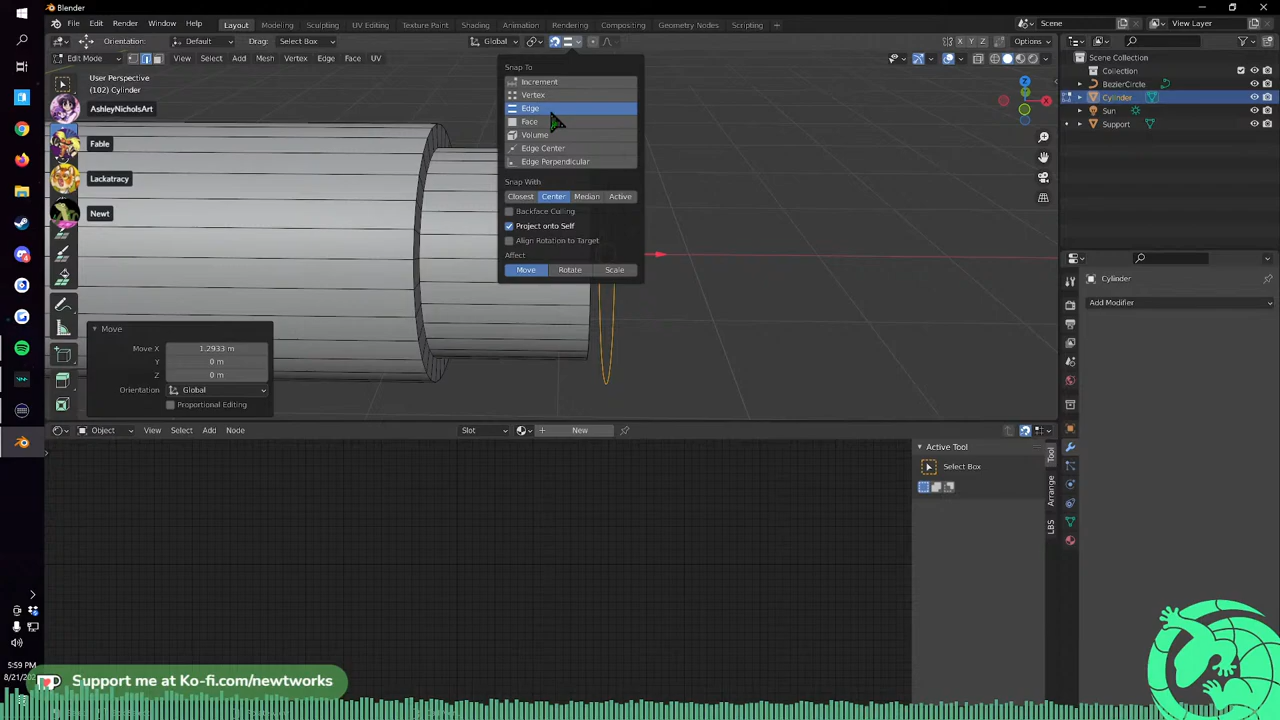 Blender
File Edit Render Window Help
Layout Modeling Sculpting UV Editing Texture Paint Shading Animation Rendering Compositing Geometry Nodes Scripting +
Scene View Layer
Orientation: Default Drag: Select Box Global X Y Z Options
Edit Mode View Select Add Mesh Vertex Edge Face UV
User Perspective
(102) Cylinder
AshleyNicholsArt
Fable
Lackatracy
Newt
Snap To
Increment
Vertex
Edge
Face
Volume
Edge Center
Edge Perpendicular
Snap With
Closest Center Median Active
Backface Culling
Project onto Self
Align Rotation to Target
Affect
Move Rotate Scale
Z
X
Scene Collection
Collection
BezierCircle
Cylinder
Sun
Support
Move
Move X 1.2933 m
Y 0 m
Z 0 m
Orientation Global
Proportional Editing
Cylinder
Add Modifier
Object View Select Add Node Slot New
Active Tool
Select Box
Tool
Arrange
LBS
5:59 PM
8/21/20
Support me at Ko-fi.com/newtworks